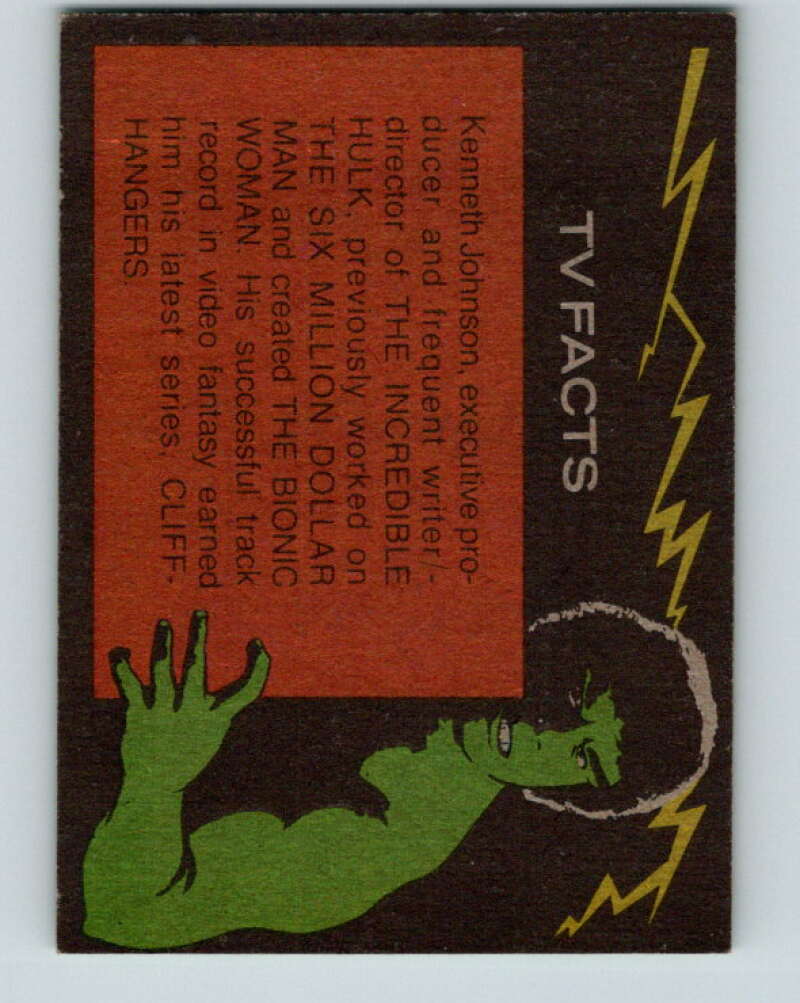 TV FACTS
Kenneth Johnson, executive pro-
ducer and frequent writer/-
director of THE INCREDIBLE
HULK, previously worked on
THE SIX MILLION DOLLAR
MAN and created THE BIONIC
WOMAN. His successful track
record in video fantasy earned
him his latest series, CLIFF-
HANGERS.